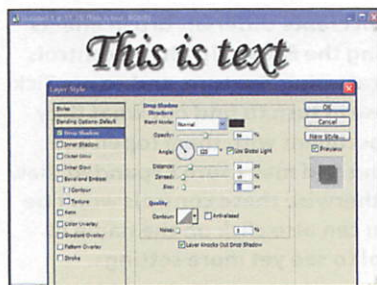 This is text
Layer Style
Styles
Blending Options: Default
Drop Shadow
Inner Shadow
Outer Glow
Inner Glow
Bevel and Emboss
Contour
Texture
Satin
Color Overlay
Gradient Overlay
Pattern Overlay
Stroke
Drop Shadow
Structure
Blend Mode: Normal
Opacity: %
Angle: 120 ° Use Global Light
Distance: px
Spread: %
Size: px
Quality
Contour: Anti-aliased
Noise: 0 %
Layer Knocks Out Drop Shadow
OK
Cancel
New Style...
Preview